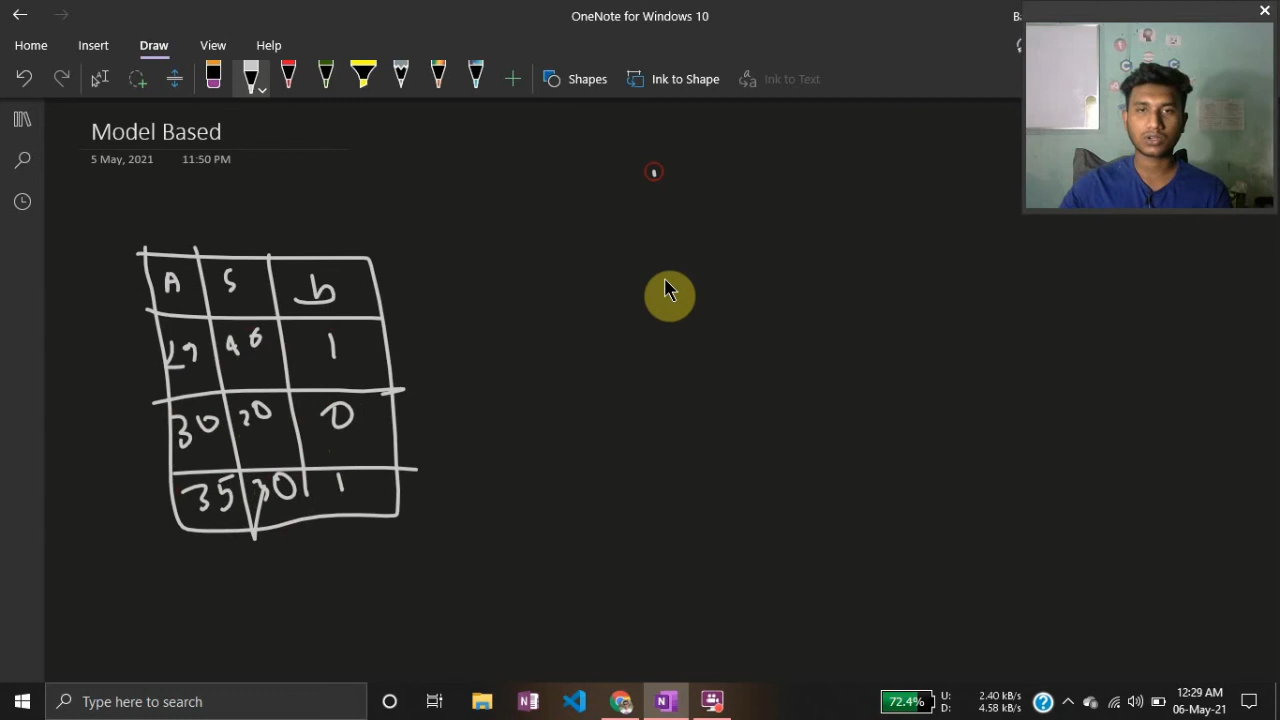 OneNote for Windows 10
Home Insert Draw View Help
Shapes Ink to Shape Ink to Text
Model Based
5 May, 2021 11:50 PM
A S b
29 46 1
30 20 0
35 30 1
Type here to search
72.4% U: 2.40 kB/s
D: 4.58 kB/s
12:29 AM
06-May-21